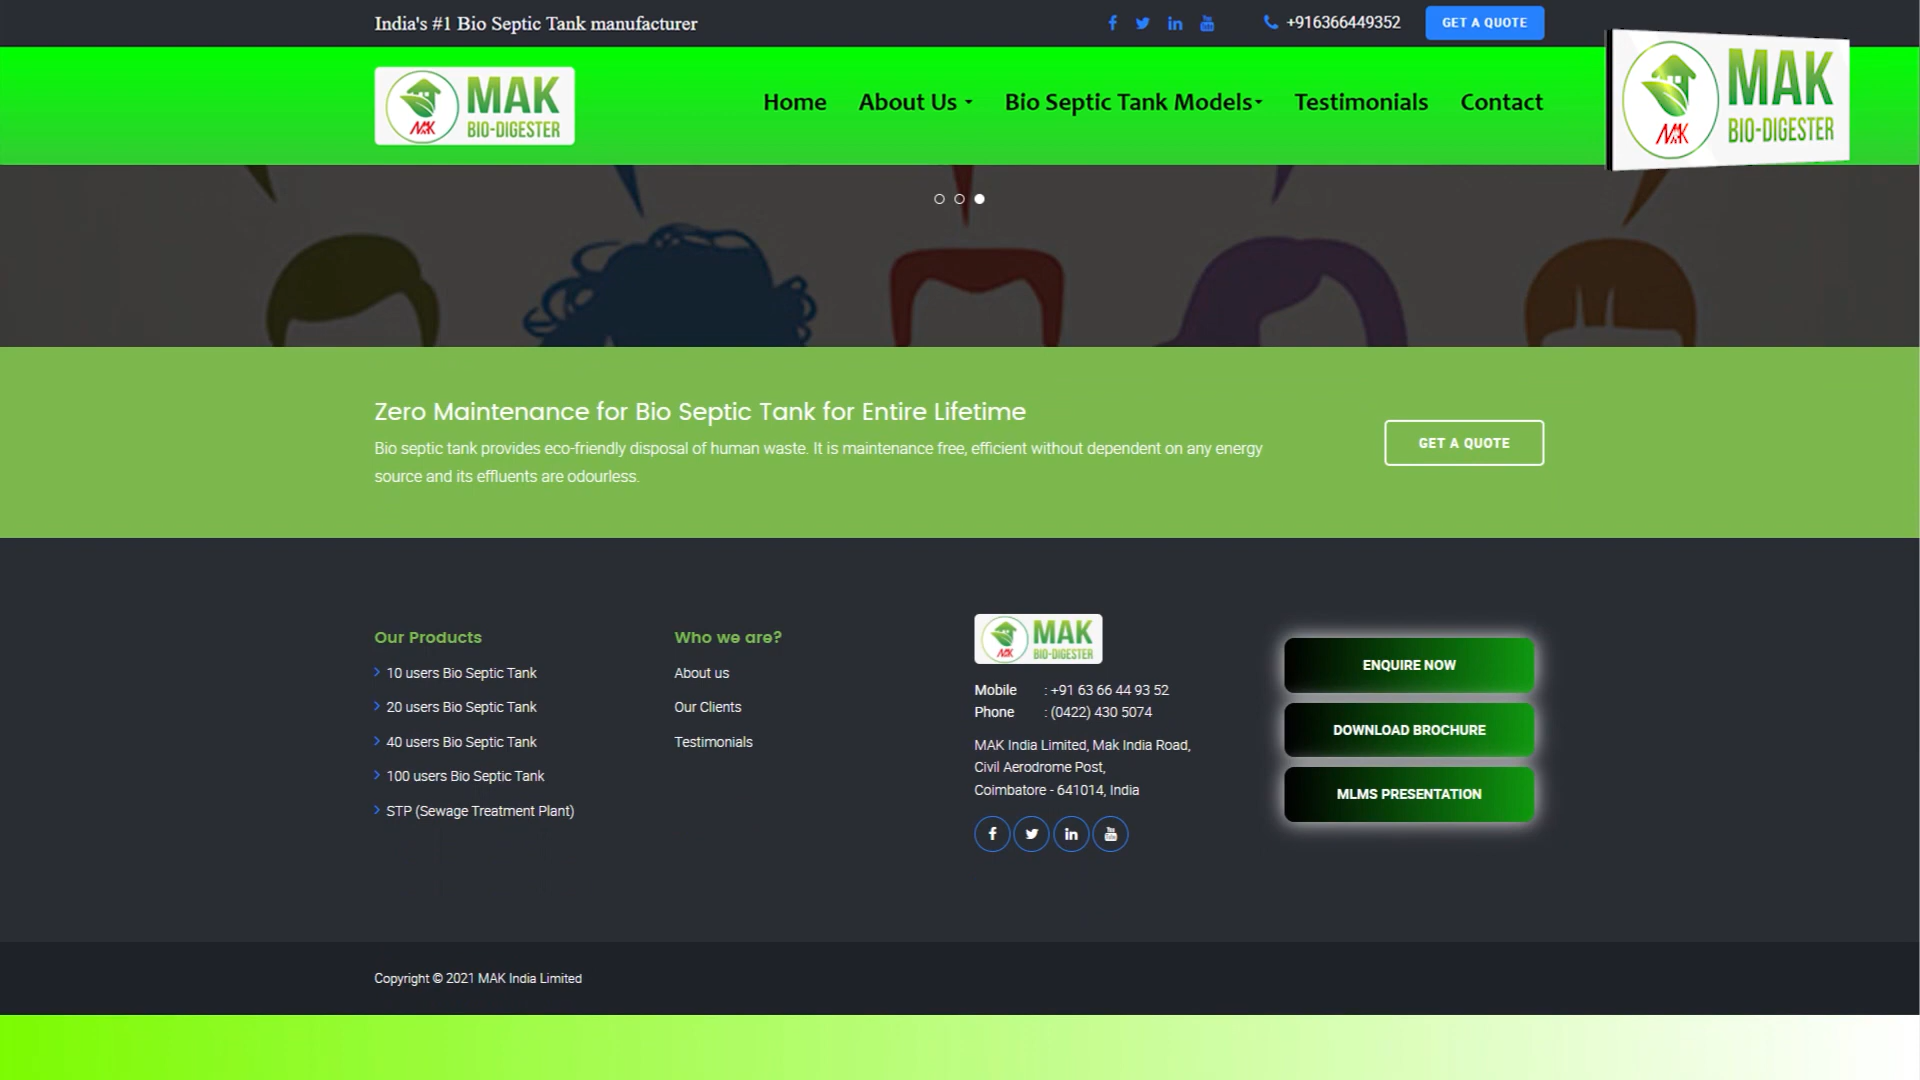 India's #1 Bio Septic Tank manufacturer
+916366449352
GET A QUOTE
MAK
BIO-DIGESTER
MAK
Home
About Us
Bio Septic Tank Models
Testimonials
Contact
MAK
BIO-DIGESTER
MAK
Zero Maintenance for Bio Septic Tank for Entire Lifetime
Bio septic tank provides eco-friendly disposal of human waste. It is maintenance free, efficient without dependent on any energy
source and its effluents are odourless.
GET A QUOTE
Our Products
10 users Bio Septic Tank
20 users Bio Septic Tank
40 users Bio Septic Tank
100 users Bio Septic Tank
STP (Sewage Treatment Plant)
Who we are?
About us
Our Clients
Testimonials
MAK
BIO-DIGESTER
MAK
Mobile : +91 63 66 44 93 52
Phone : (0422) 430 5074
MAK India Limited, Mak India Road,
Civil Aerodrome Post,
Coimbatore - 641014, India
ENQUIRE NOW
DOWNLOAD BROCHURE
MLMS PRESENTATION
Copyright © 2021 MAK India Limited